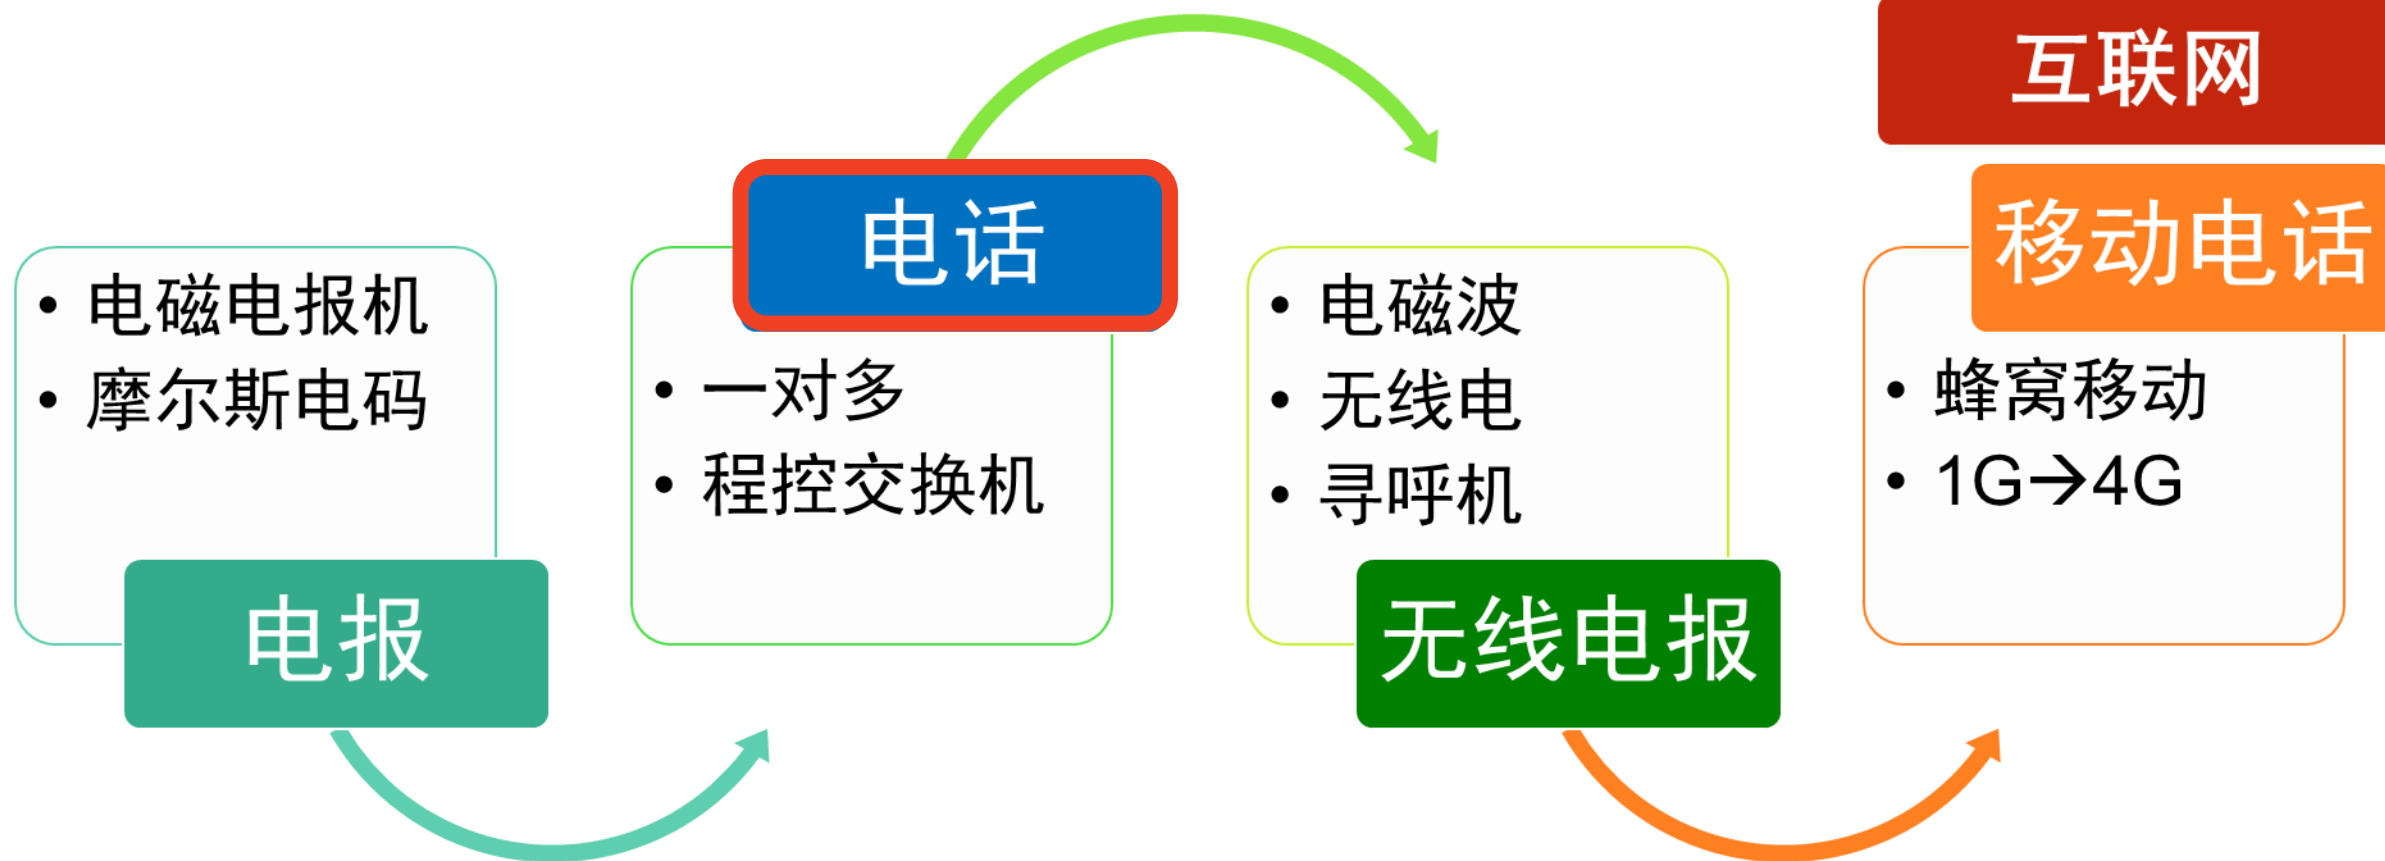 电磁电报机
摩尔斯电码
电报
电话
一对多
程控交换机
电磁波
无线电
寻呼机
无线电报
互联网
移动电话
蜂窝移动
1G→4G